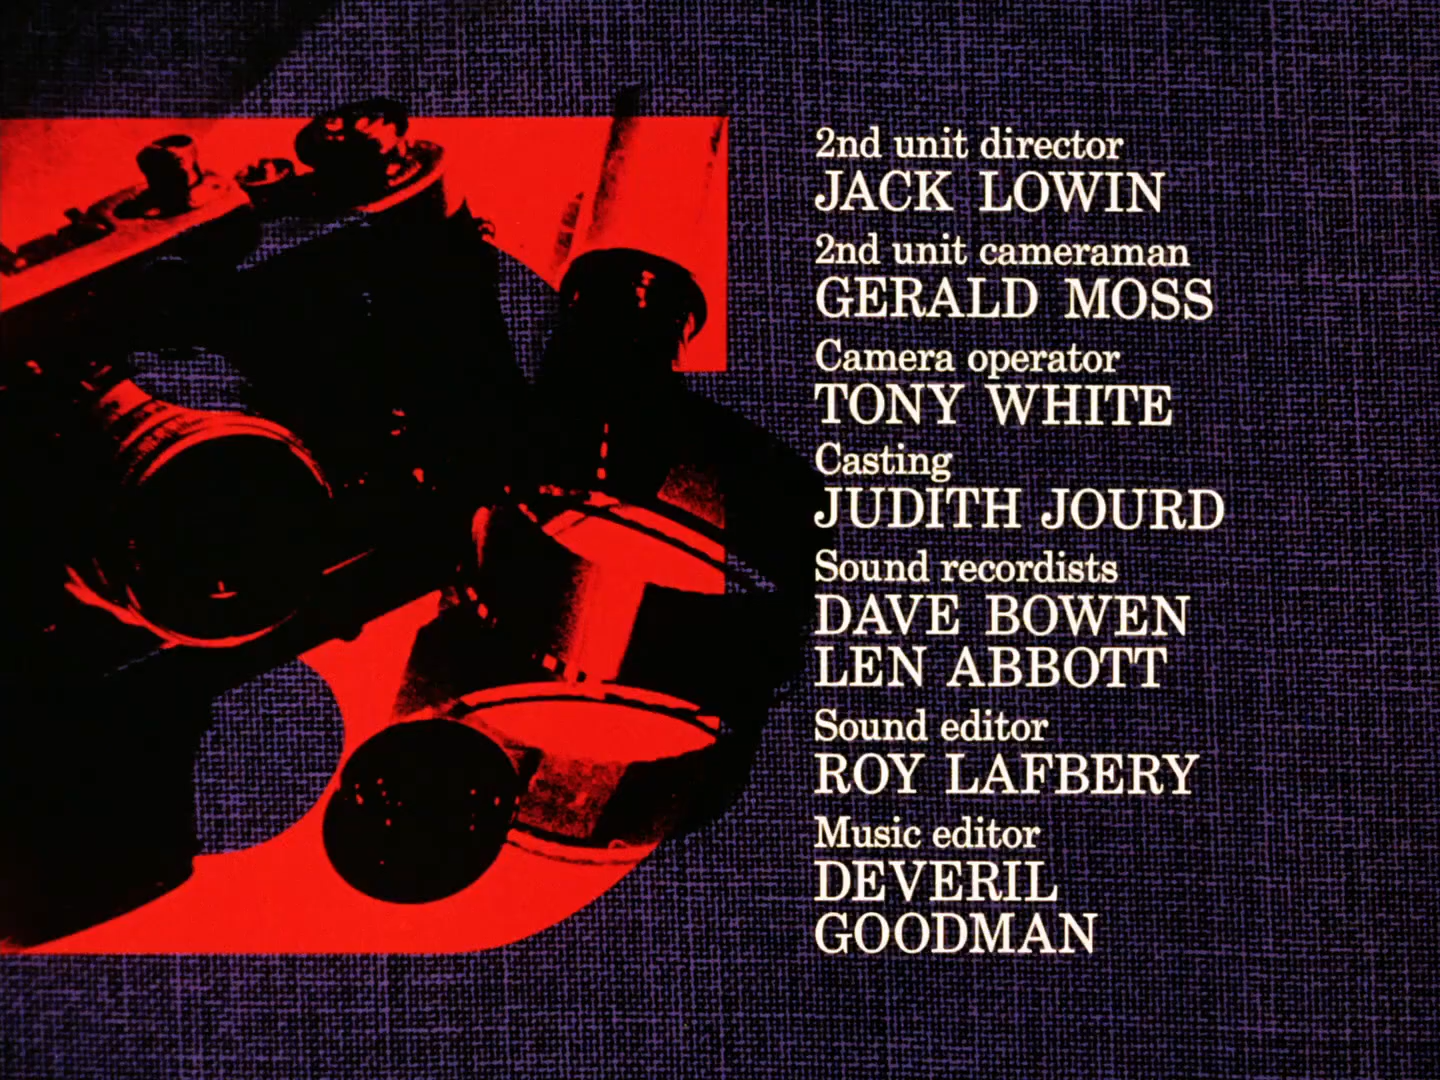 2nd unit director
JACK LOWIN
2nd unit cameraman
GERALD MOSS
Camera operator
TONY WHITE
Casting
JUDITH JOURD
Sound recordists
DAVE BOWEN
LEN ABBOTT
Sound editor
ROY LAFBERY
Music editor
DEVERIL
GOODMAN